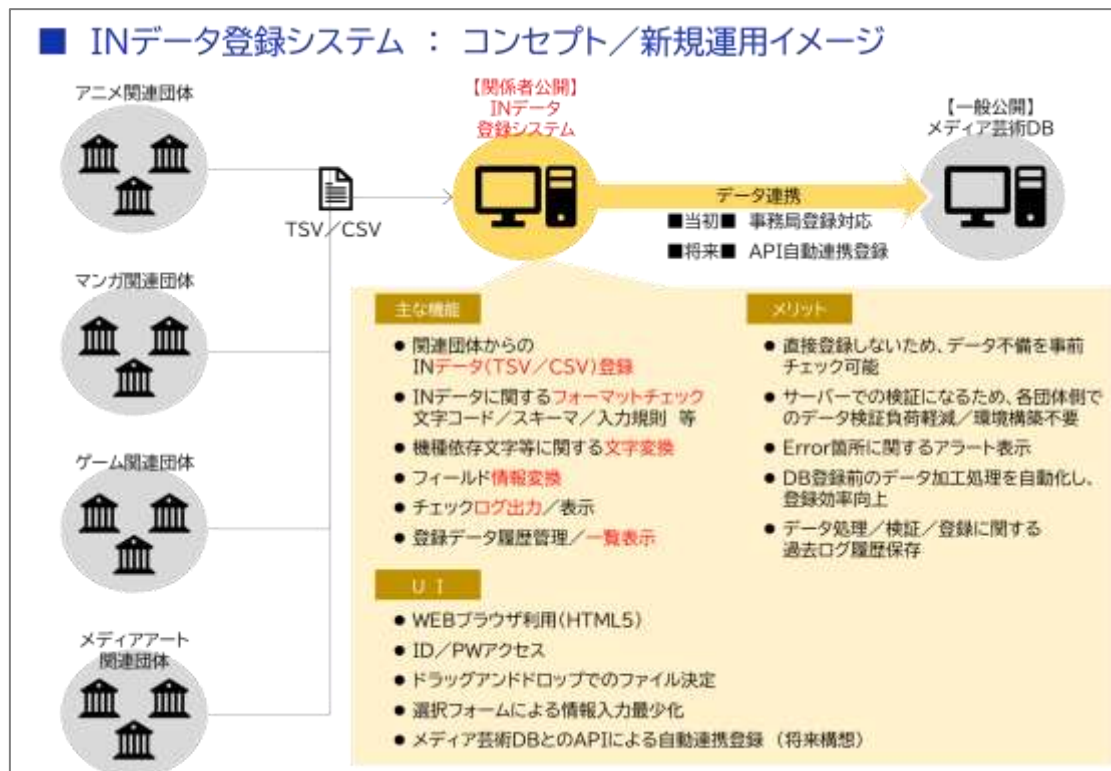 ■ INデータ登録システム : コンセプト/新規運用イメージ
アニメ関連団体
【関係者公開】
INデータ
登録システム
【一般公開】
メディア芸術DB
TSV/CSV
データ連携
■当初■ 事務局登録対応
■将来■ API自動連携登録
マンガ関連団体
ゲーム関連団体
メディアアート
関連団体
主な機能
● 関連団体からの
INデータ(TSV/CSV)登録
● INデータに関するフォーマットチェック
文字コード/スキーマ/入力規則 等
● 機種依存文字等に関する文字変換
● フィールド情報変換
● チェックログ出力/表示
● 登録データ履歴管理/一覧表示
メリット
● 直接登録しないため、データ不備を事前
チェック可能
● サーバーでの検証になるため、各団体側で
のデータ検証負荷軽減/環境構築不要
● Error箇所に関するアラート表示
● DB登録前のデータ加工処理を自動化し、
登録効率向上
● データ処理/検証/登録に関する
過去ログ履歴保存
U I
● WEBブラウザ利用(HTML5)
● ID/PWアクセス
● ドラッグアンドドロップでのファイル決定
● 選択フォームによる情報入力最少化
● メディア芸術DBとのAPIによる自動連携登録 (将来構想)